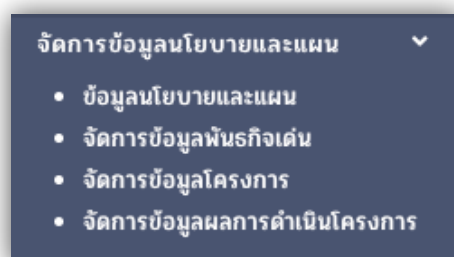 จัดการข้อมูลนโยบายและแผน
ข้อมูลนโยบายและแผน
จัดการข้อมูลพันธกิจเด่น
จัดการข้อมูลโครงการ
จัดการข้อมูลผลการดำเนินโครงการ